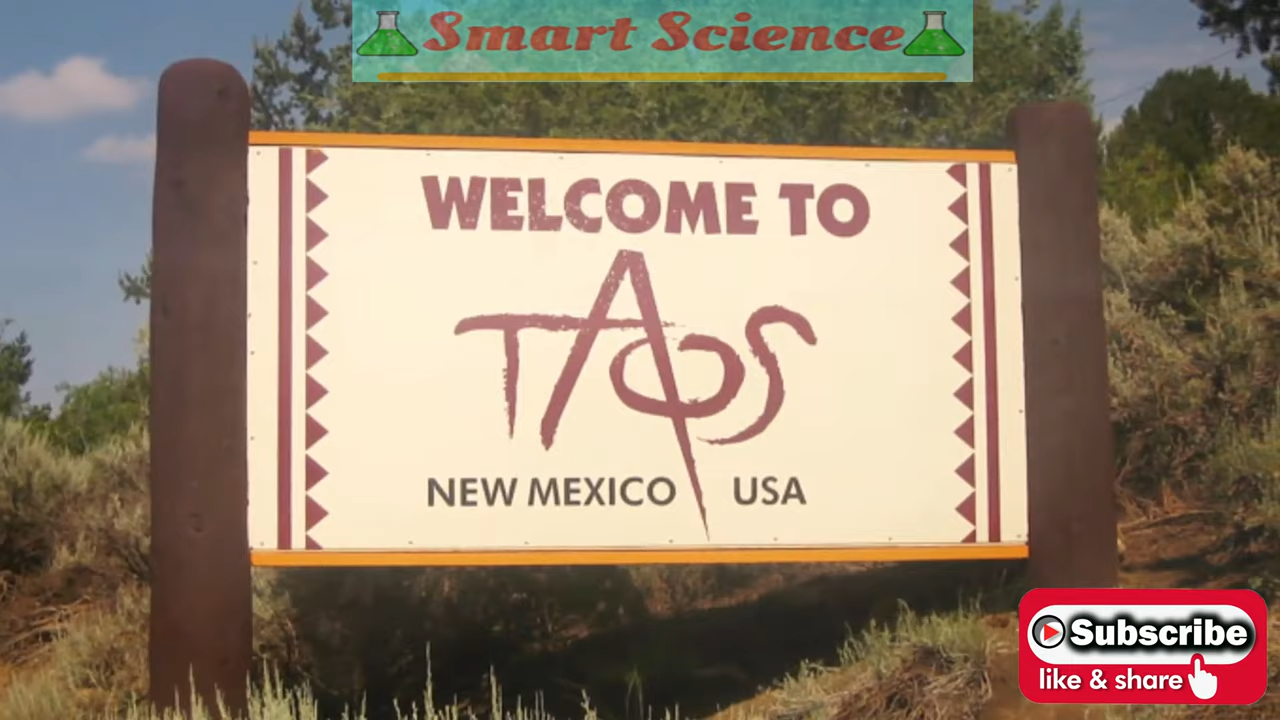 Smart Science
WELCOME TO
TAOS
NEW MEXICO USA
Subscribe
like & share